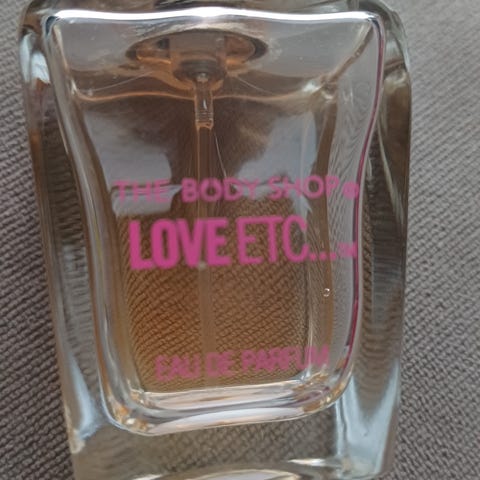 THE BODY SHOP®
LOVE ETC...™
EAU DE PARFUM